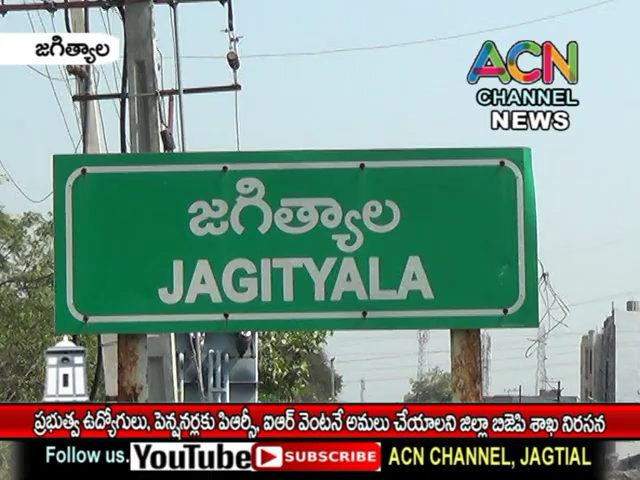 జగిత్యాల
ACN
CHANNEL
NEWS
జగిత్యాల
JAGITYALA
ప్రభుత్వ ఉద్యోగులు, పెన్షనర్లకు పిఆర్సీ, ఐఆర్ వెంటనే అమలు చేయాలని జిల్లా బిజెపి శాఖ నిరసన
Follow us. YouTube SUBSCRIBE ACN CHANNEL, JAGTIAL